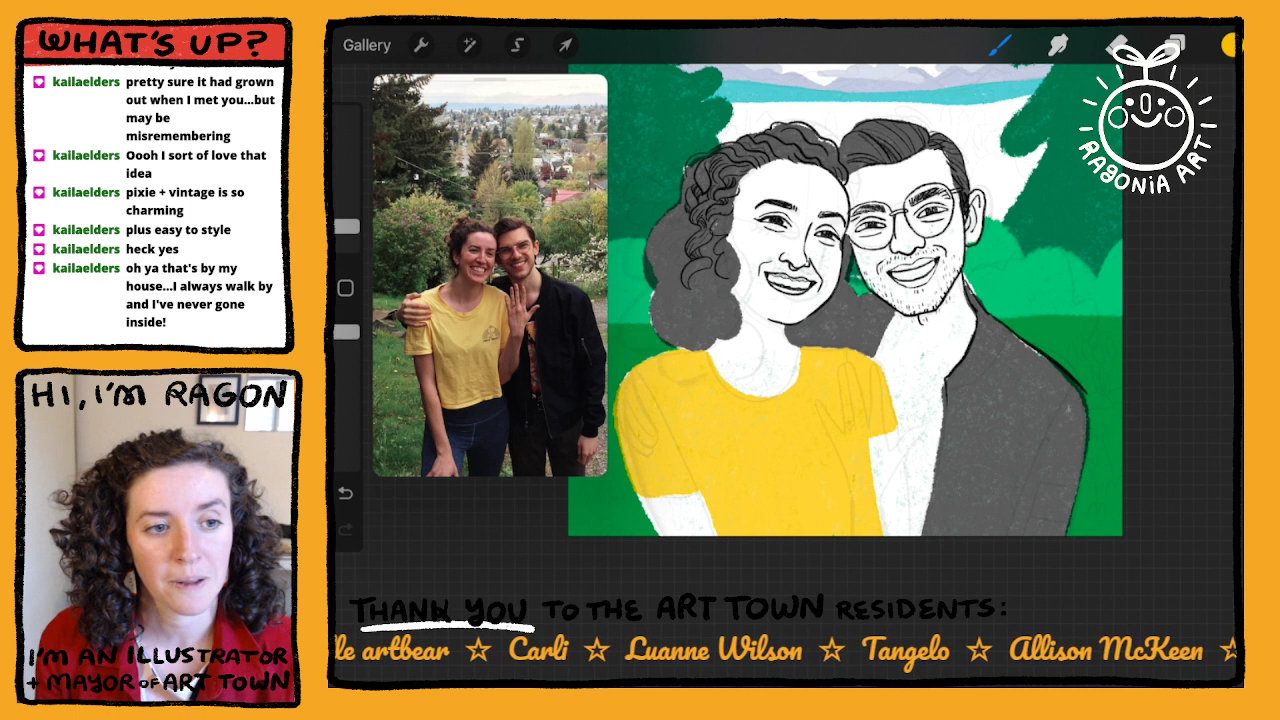 WHAT'S UP?
kailaelders pretty sure it had grown
out when I met you...but
may be
misremembering
kailaelders Oooh I sort of love that
idea
kailaelders pixie + vintage is so
charming
kailaelders plus easy to style
kailaelders heck yes
kailaelders oh ya that's by my
house...I always walk by
and I've never gone
inside!
HI, I'M RAGON
I'M AN ILLUSTRATOR
+ MAYOR OF ART TOWN
Gallery
RAGONIA ART
THANK YOU TO THE ART TOWN RESIDENTS:
le artbear ☆ Carli ☆ Luanne Wilson ☆ Tangelo ☆ Allison McKeen ☆